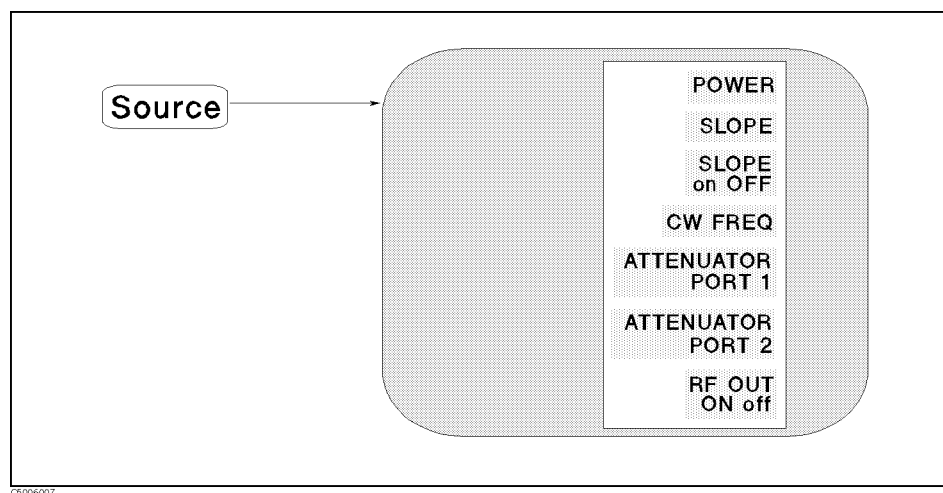 Source
POWER
SLOPE
SLOPE
on OFF
CW FREQ
ATTENUATOR
PORT 1
ATTENUATOR
PORT 2
RF OUT
ON off
C5006007